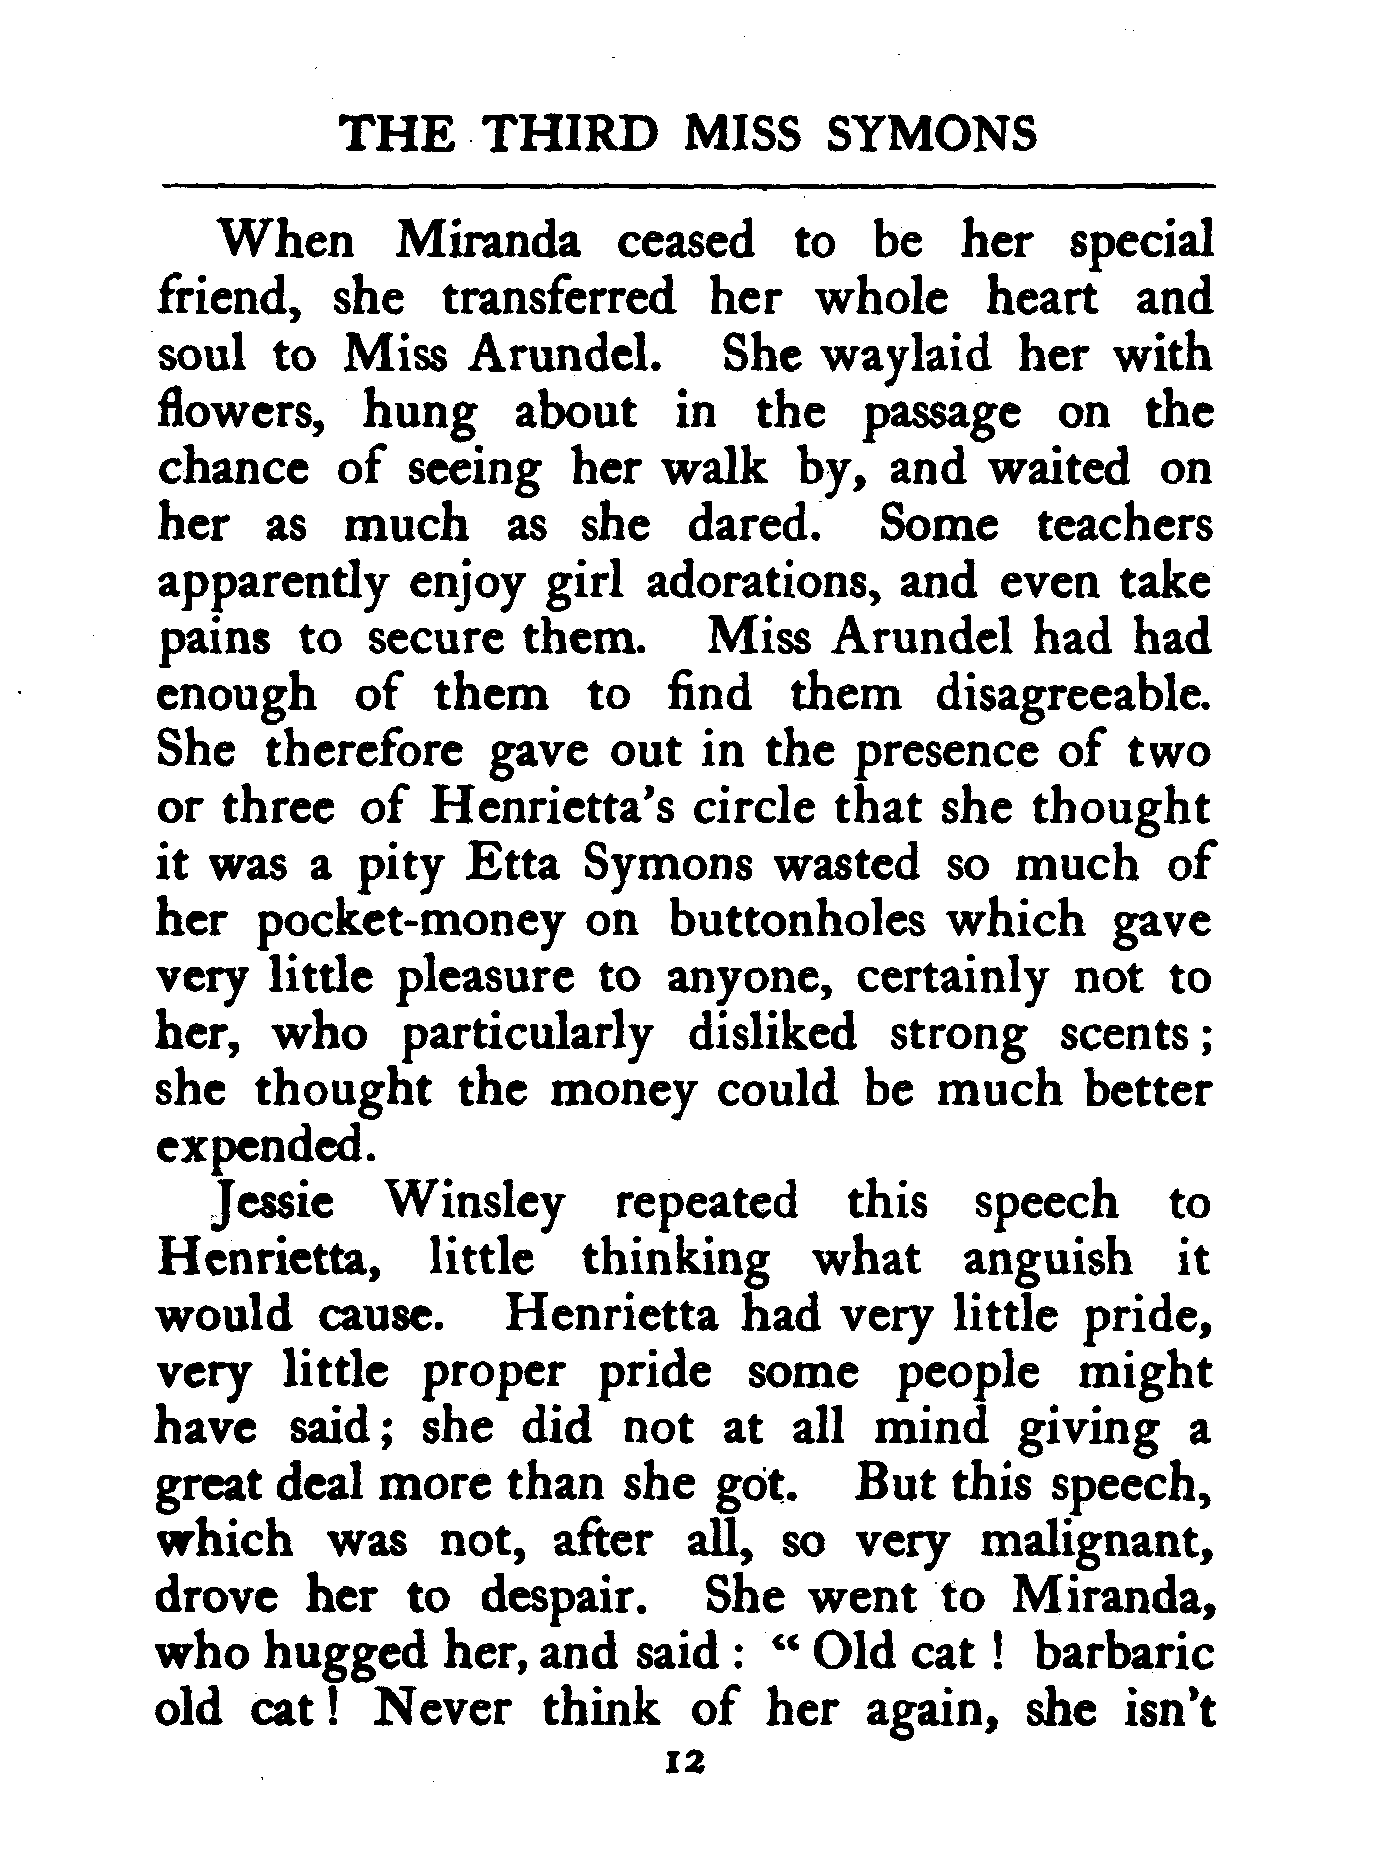 THE THIRD MISS SYMONS
When Miranda ceased to be her special
friend, she transferred her whole heart and
soul to Miss Arundel. She waylaid her with
flowers, hung about in the passage on the
chance of seeing her walk by, and waited on
her as much as she dared. Some teachers
apparently enjoy girl adorations, and even take
pains to secure them. Miss Arundel had had
enough of them to find them disagreeable.
She therefore gave out in the presence of two
or three of Henrietta's circle that she thought
it was a pity Etta Symons wasted so much of
her pocket-money on buttonholes which gave
very little pleasure to anyone, certainly not to
her, who particularly disliked strong scents ;
she thought the money could be much better
expended.
Jessie Winsley repeated this speech to
Henrietta, little thinking what anguish it
would cause. Henrietta had very little pride,
very little proper pride some people might
have said ; she did not at all mind giving a
great deal more than she got. But this speech,
which was not, after all, so very malignant,
drove her to despair. She went to Miranda,
who hugged her, and said : “ Old cat ! barbaric
old cat ! Never think of her again, she isn't
12